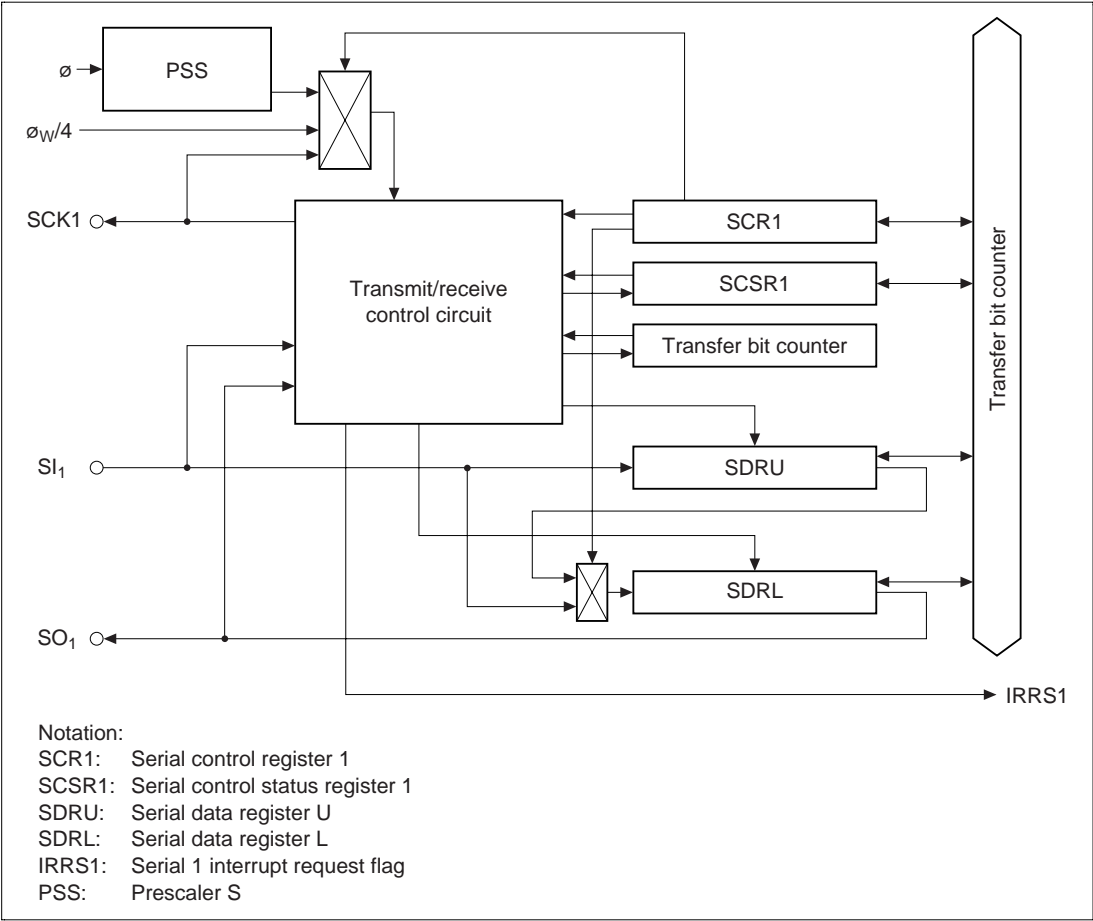 ø
PSS
øW/4
SCK1
SCR1
SCSR1
Transmit/receive
control circuit
Transfer bit counter
Transfer bit counter
SI1
SDRU
SDRL
SO1
IRRS1
Notation:
SCR1: Serial control register 1
SCSR1: Serial control status register 1
SDRU: Serial data register U
SDRL: Serial data register L
IRRS1: Serial 1 interrupt request flag
PSS: Prescaler S